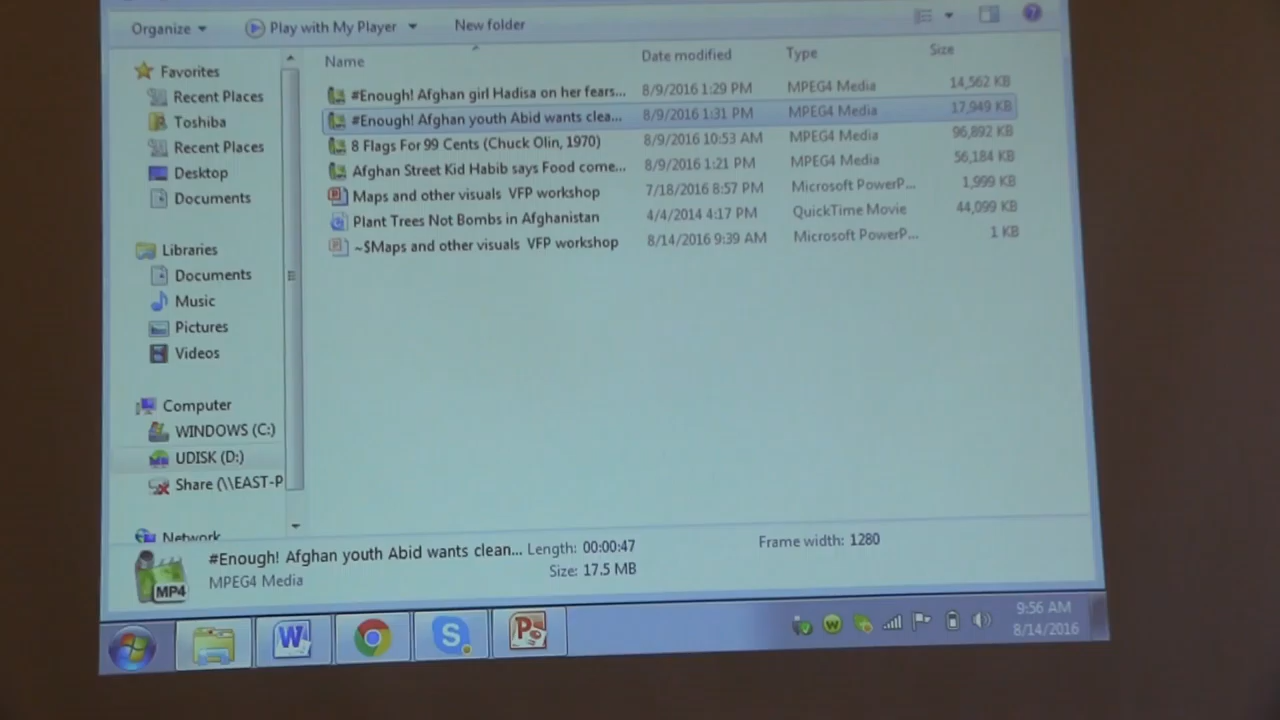 Organize Play with My Player New folder
Name Date modified Type Size
#Enough! Afghan girl Hadisa on her fears... 8/9/2016 1:29 PM MPEG4 Media 14,562 KB
#Enough! Afghan youth Abid wants clea... 8/9/2016 1:31 PM MPEG4 Media 17,949 KB
8 Flags For 99 Cents (Chuck Olin, 1970) 8/9/2016 10:53 AM MPEG4 Media 96,892 KB
Afghan Street Kid Habib says Food come... 8/9/2016 1:21 PM MPEG4 Media 56,184 KB
Maps and other visuals VFP workshop 7/18/2016 8:57 PM Microsoft PowerP... 1,999 KB
Plant Trees Not Bombs in Afghanistan 4/4/2014 4:17 PM QuickTime Movie 44,099 KB
~$Maps and other visuals VFP workshop 8/14/2016 9:39 AM Microsoft PowerP... 1 KB
Favorites
Recent Places
Toshiba
Recent Places
Desktop
Documents
Libraries
Documents
Music
Pictures
Videos
Computer
WINDOWS (C:)
UDISK (D:)
Share (\\EAST-P
Network
#Enough! Afghan youth Abid wants clean... Length: 00:00:47 Frame width: 1280
MPEG4 Media Size: 17.5 MB
MP4
9:56 AM
8/14/2016